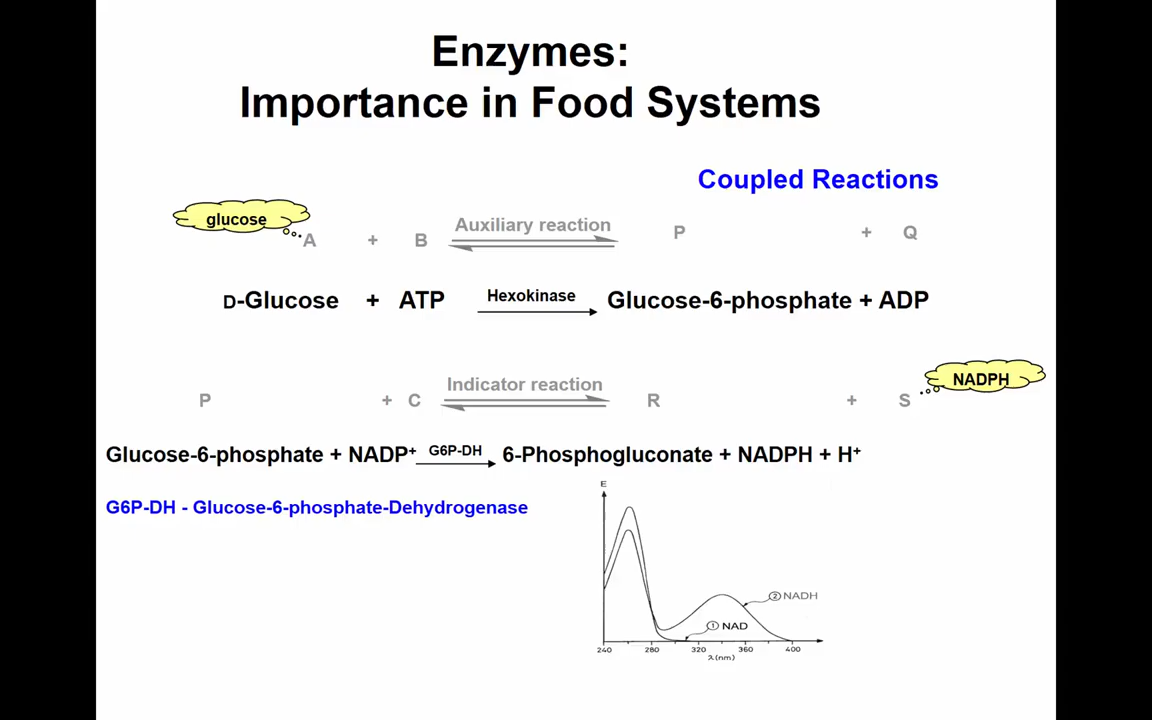 Enzymes:
Importance in Food Systems
Coupled Reactions
glucose
A + B Auxiliary reaction P + Q
D-Glucose + ATP Hexokinase Glucose-6-phosphate + ADP
NADPH
P + C Indicator reaction R + S
Glucose-6-phosphate + NADP⁺ G6P-DH 6-Phosphogluconate + NADPH + H⁺
G6P-DH - Glucose-6-phosphate-Dehydrogenase
E
② NADH
① NAD
240 280 320 360 400
λ(nm)